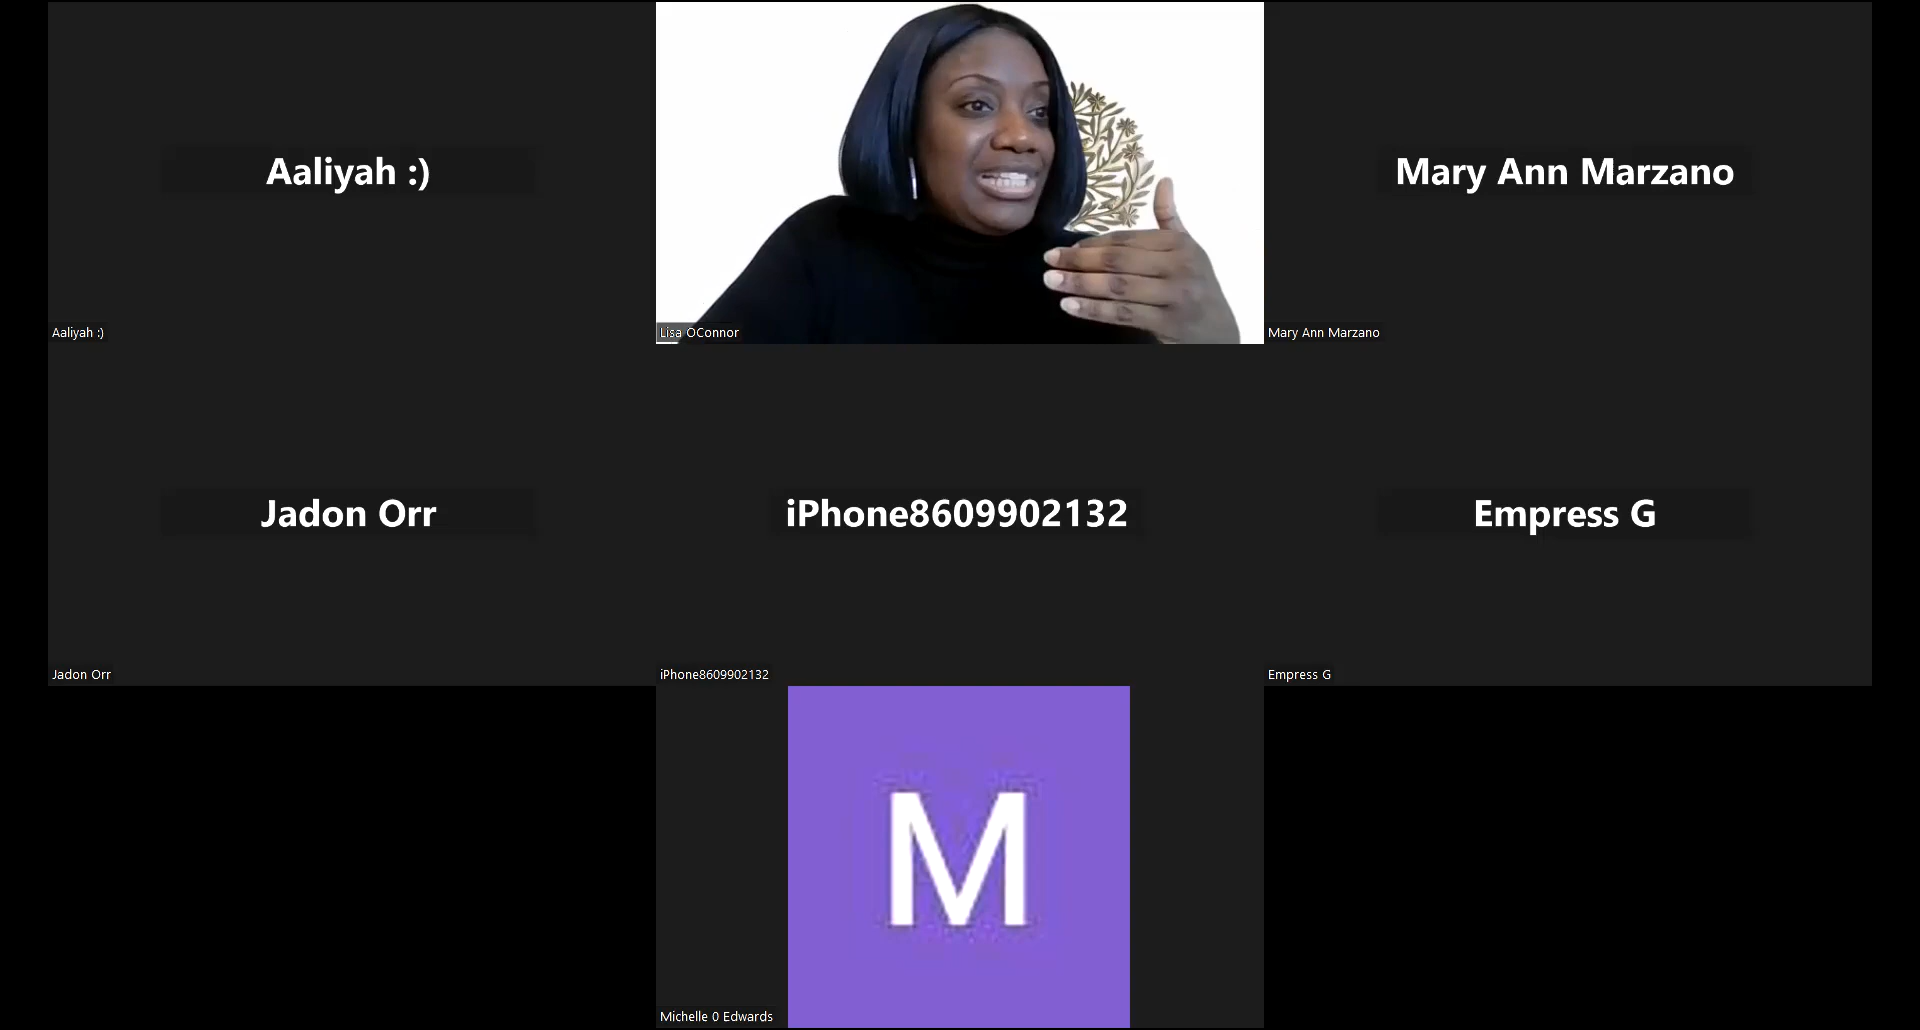 Aaliyah :)
Aaliyah :)
Lisa OConnor
Mary Ann Marzano
Mary Ann Marzano
Jadon Orr
Jadon Orr
iPhone8609902132
iPhone8609902132
Empress G
Empress G
M
Michelle 0 Edwards